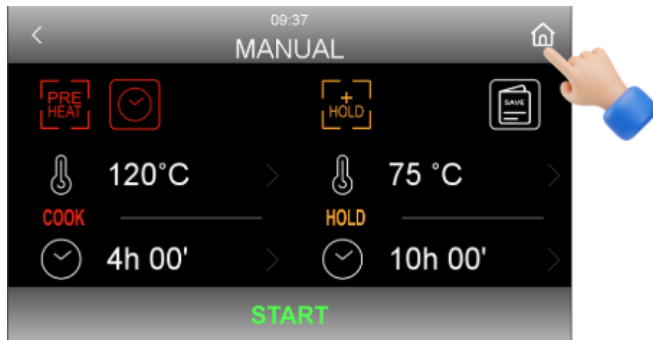 09:37
MANUAL
PRE
HEAT
+
HOLD
SAVE
120°C
75 °C
COOK
HOLD
4h 00'
10h 00'
START